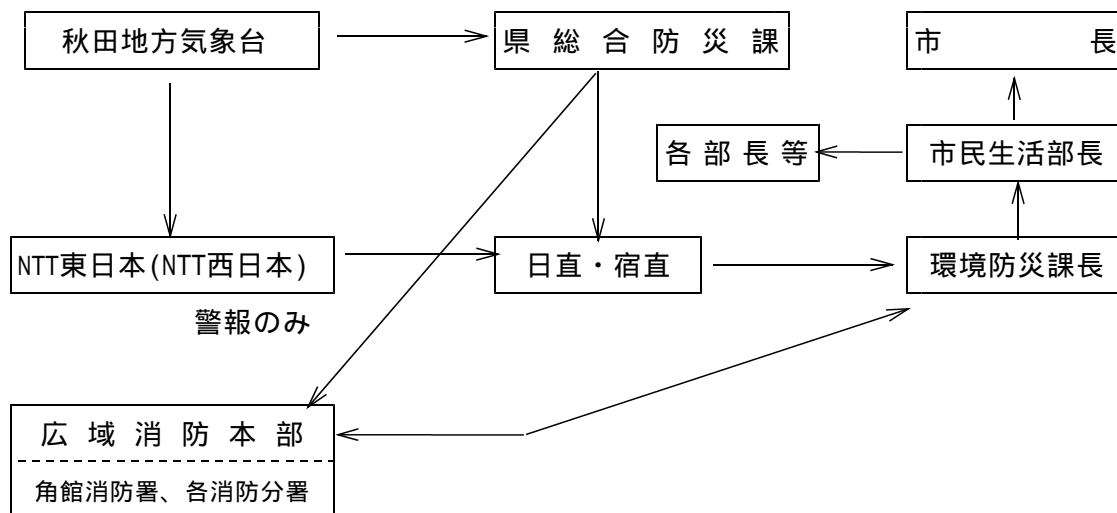 秋田地方気象台
県総合防災課
市長
各部長等
市民生活部長
NTT東日本(NTT西日本)
日直・宿直
環境防災課長
警報のみ
広域消防本部
角館消防署、各消防分署